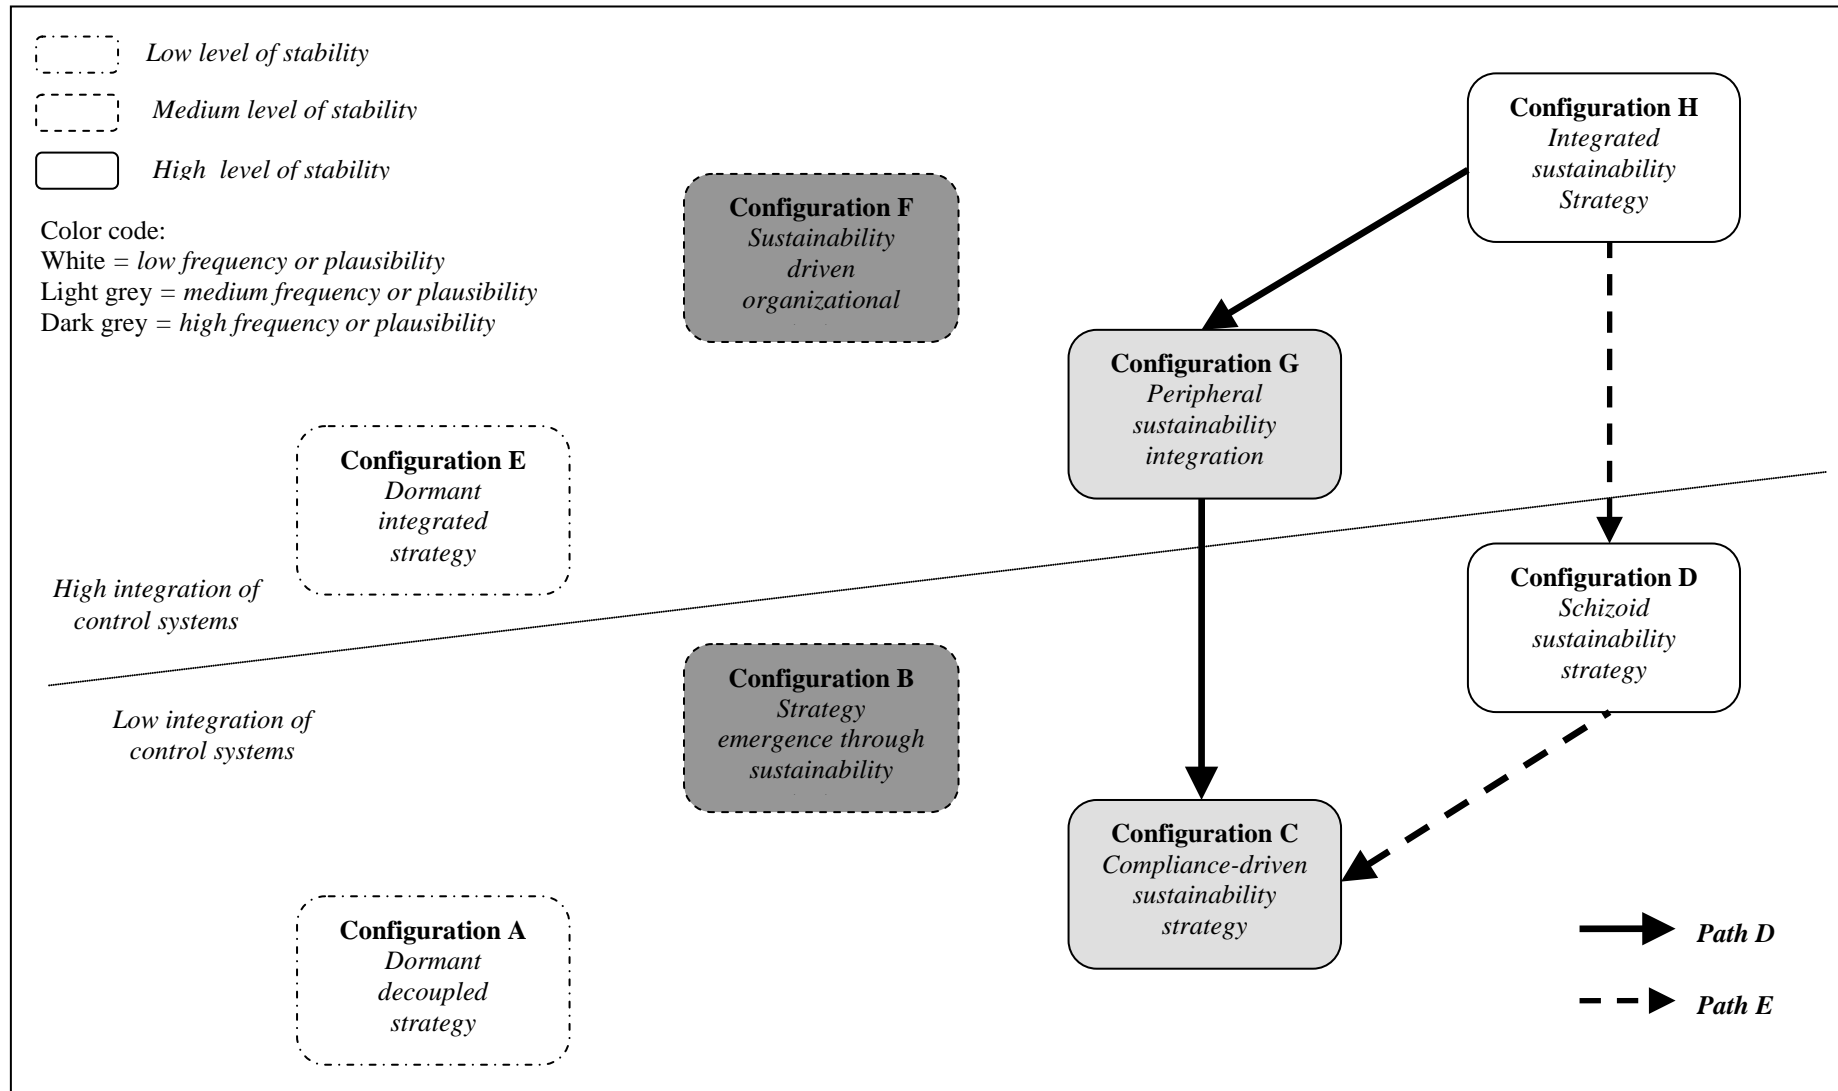 Low level of stability
Medium level of stability
High level of stability
Color code:
White = low frequency or plausibility
Light grey = medium frequency or plausibility
Dark grey = high frequency or plausibility
Configuration H
Integrated
sustainability
Strategy
Configuration F
Sustainability
driven
organizational
Configuration G
Peripheral
sustainability
integration
Configuration E
Dormant
integrated
strategy
High integration of
control systems
Configuration D
Schizoid
sustainability
strategy
Low integration of
control systems
Configuration B
Strategy
emergence through
sustainability
Configuration C
Compliance-driven
sustainability
strategy
Configuration A
Dormant
decoupled
strategy
Path D
Path E